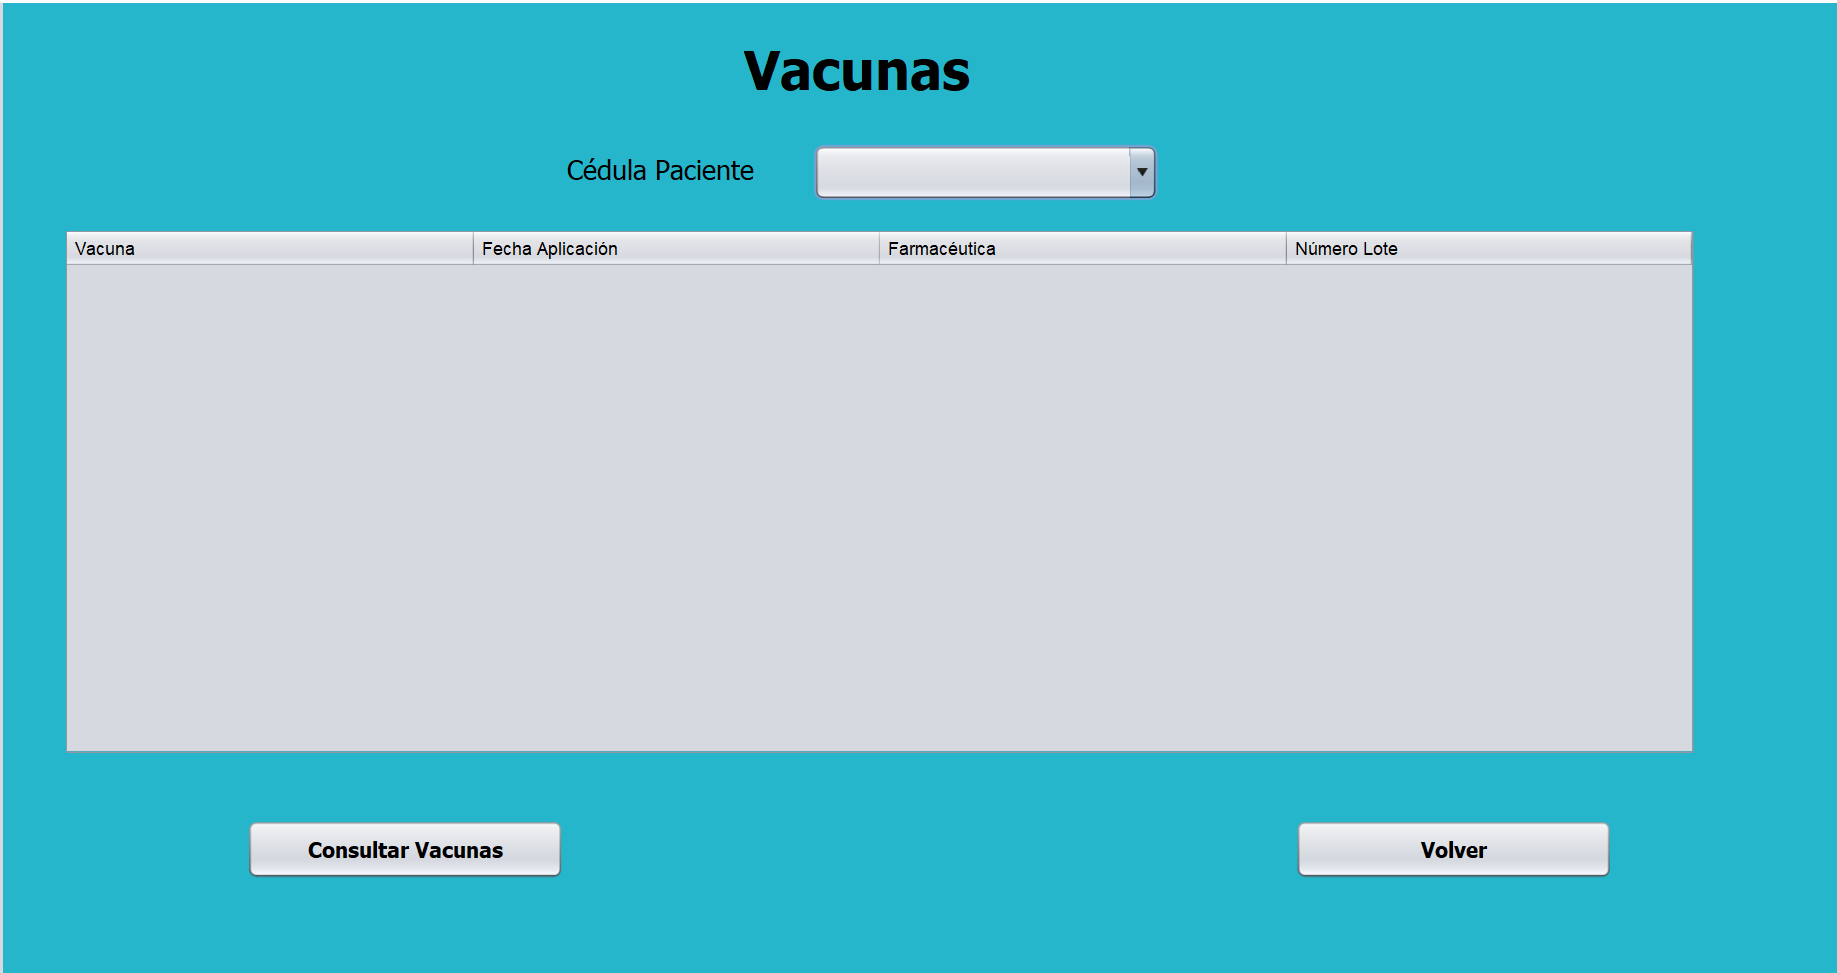 Vacunas
Cédula Paciente
Vacuna Fecha Aplicación Farmacéutica Número Lote
Consultar Vacunas Volver